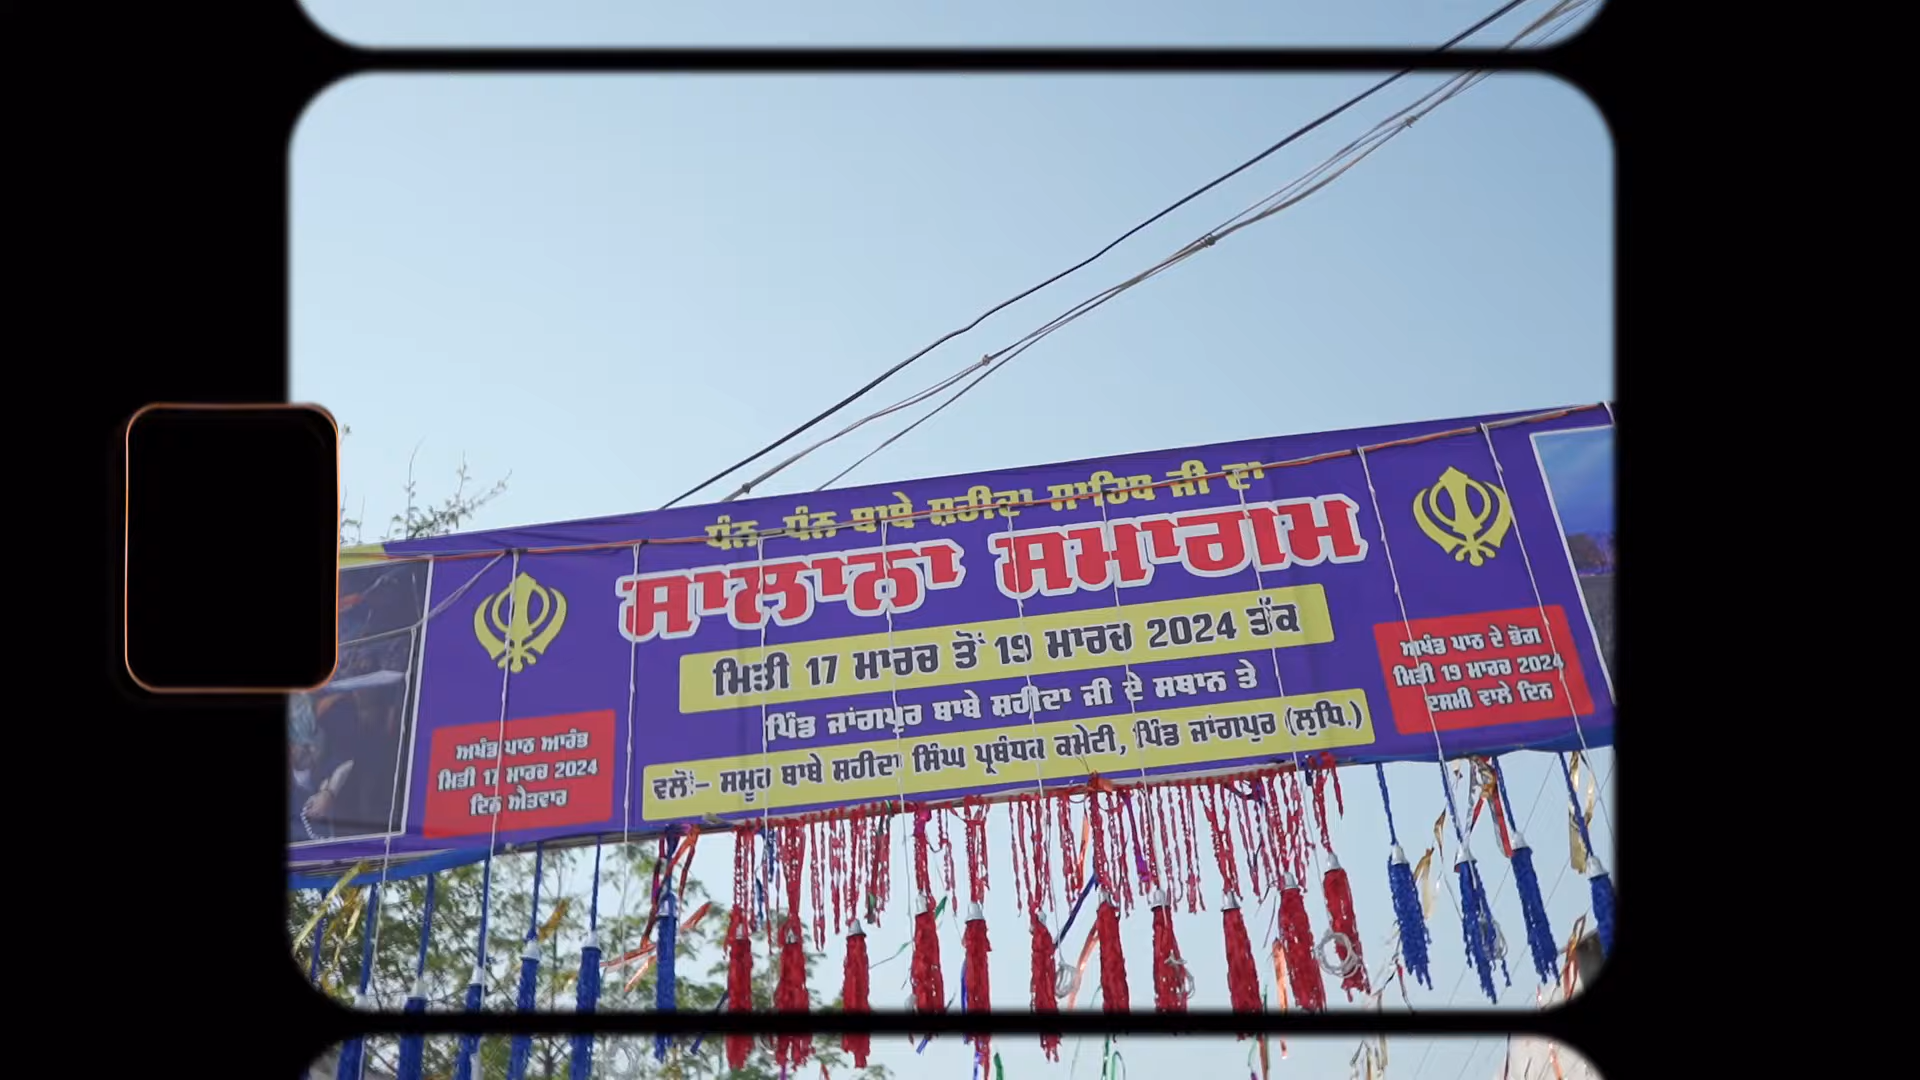 ਧੰਨ-ਧੰਨ ਬਾਬੇ ਸ਼ਹੀਦਾ ਸਾਹਿਬ ਜੀ ਦਾ
ਸਾਲਾਨਾ ਸਮਾਗਮ
ਮਿਤੀ 17 ਮਾਰਚ ਤੋਂ 19 ਮਾਰਚ 2024 ਤੱਕ
ਪਿੰਡ ਜਾਂਗਪੁਰ ਬਾਬੇ ਸ਼ਹੀਦਾ ਜੀ ਦੇ ਸਥਾਨ ਤੇ
ਵਲੋਂ:- ਸਮੂਹ ਬਾਬੇ ਸ਼ਹੀਦਾ ਸਿੰਘ ਪ੍ਰਬੰਧਕ ਕਮੇਟੀ, ਪਿੰਡ ਜਾਂਗਪੁਰ (ਲੁਧਿ.)
ਅਖੰਡ ਪਾਠ ਆਰੰਭ
ਮਿਤੀ 17 ਮਾਰਚ 2024
ਦਿਨ ਐਤਵਾਰ
ਅਖੰਡ ਪਾਠ ਦੇ ਭੋਗ
ਮਿਤੀ 19 ਮਾਰਚ 2024
ਦਸਮੀ ਵਾਲੇ ਦਿਨ